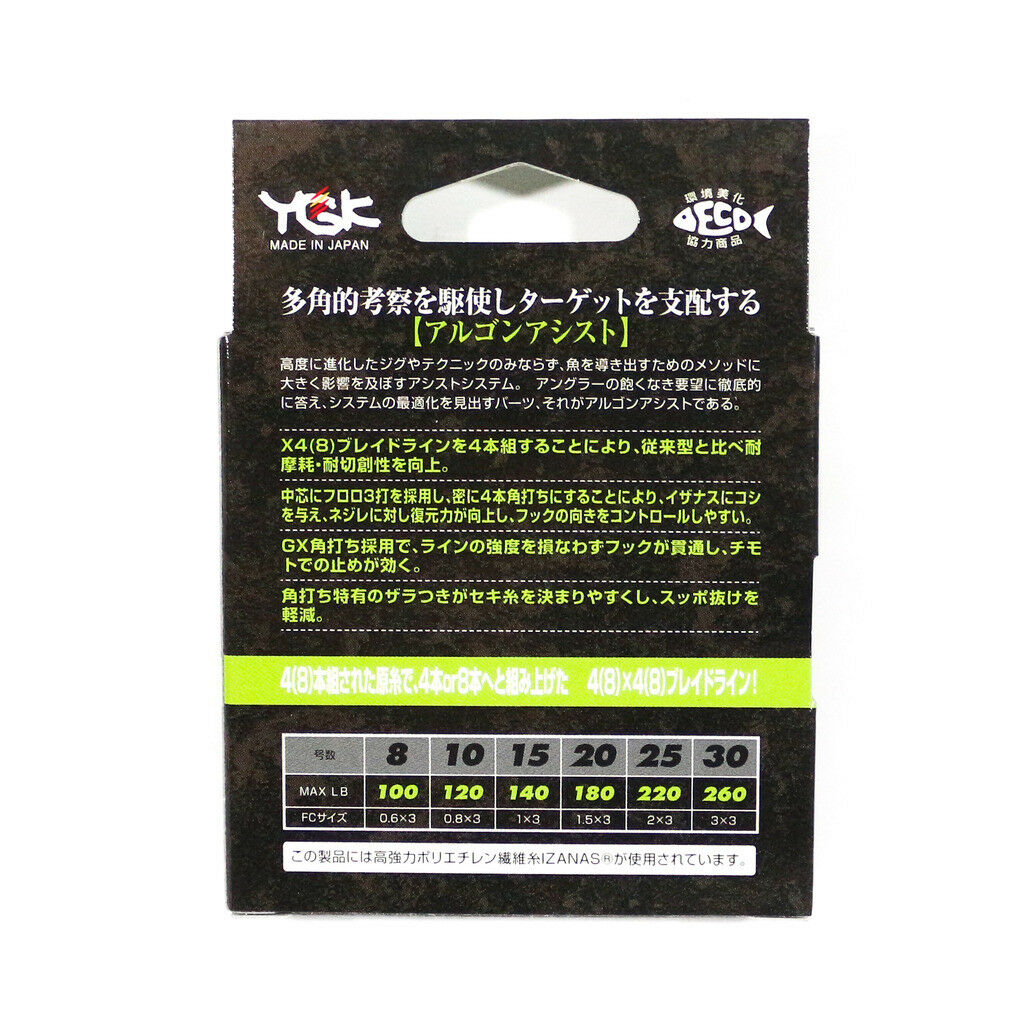 YGK
MADE IN JAPAN
環境美化
ECO
協力商品
多角的考察を駆使しターゲットを支配する
【アルゴンアシスト】
高度に進化したジグやテクニックのみならず、魚を導き出すためのメソッドに
大きく影響を及ぼすアシストシステム。 アングラーの飽くなき要望に徹底的
に答え、システムの最適化を見出すパーツ、それがアルゴンアシストである。
X4(8)ブレイドラインを4本組することにより、従来型と比べ耐
摩耗・耐切創性を向上。
中芯にフロロ3打を採用し、密に4本角打ちにすることにより、イザナスにコシ
を与え、ネジレに対し復元力が向上し、フックの向きをコントロールしやすい。
GX角打ち採用で、ラインの強度を損なわずフックが貫通し、チモ
トでの止めが効く。
角打ち特有のザラつきがセキ糸を決まりやすくし、スッポ抜けを
軽減。
4(8)本組された原糸で、4本or8本へと組み上げた 4(8)×4(8)ブレイドライン!
号数 8 10 15 20 25 30
MAX LB 100 120 140 180 220 260
FCサイズ 0.6×3 0.8×3 1×3 1.5×3 2×3 3×3
この製品には高強力ポリエチレン繊維糸IZANAS®が使用されています。